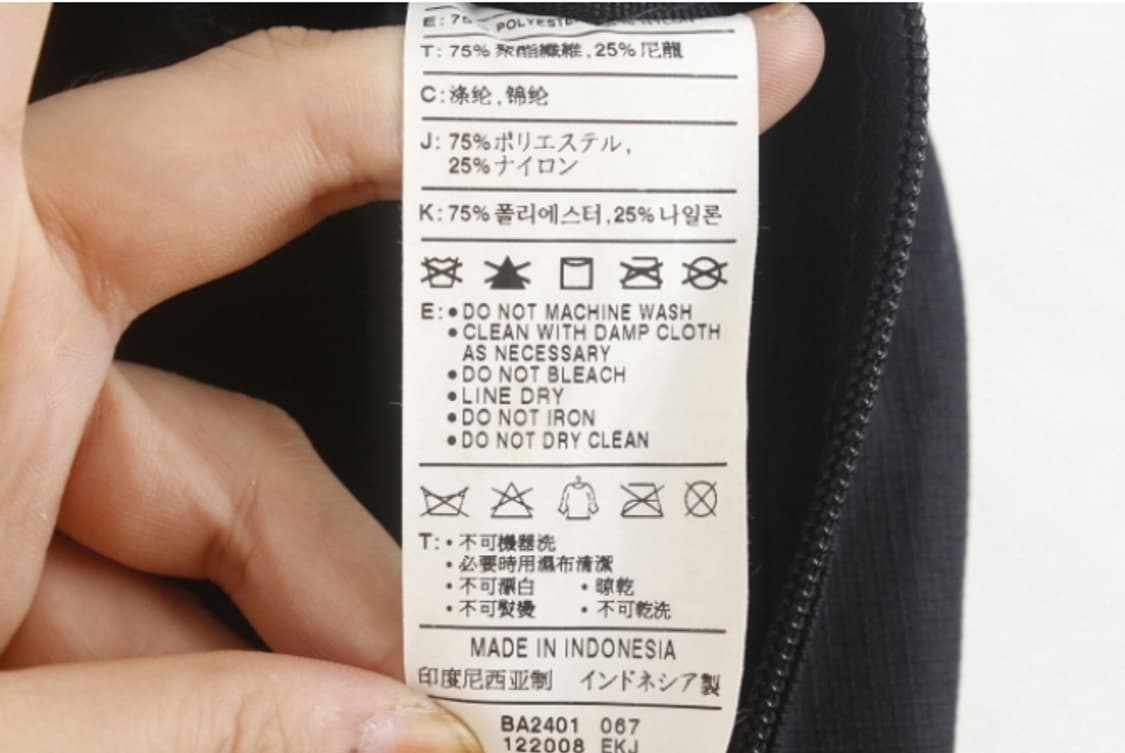 E: 75 POLYESTE
T: 75% 聚酯纖維,25%尼龍
C:涤纶,锦纶
J: 75%ポリエステル,
25%ナイロン
K:75%폴리에스터,25%나일론
E:•DO NOT MACHINE WASH
•CLEAN WITH DAMP CLOTH
AS NECESSARY
•DO NOT BLEACH
•LINE DRY
•DO NOT IRON
•DO NOT DRY CLEAN
T:•不可機器洗
•必要時用濕布清潔
•不可漂白 •晾乾
•不可熨燙 •不可乾洗
MADE IN INDONESIA
印度尼西亚制 インドネシア製
BA2401 067
122008 EKJ